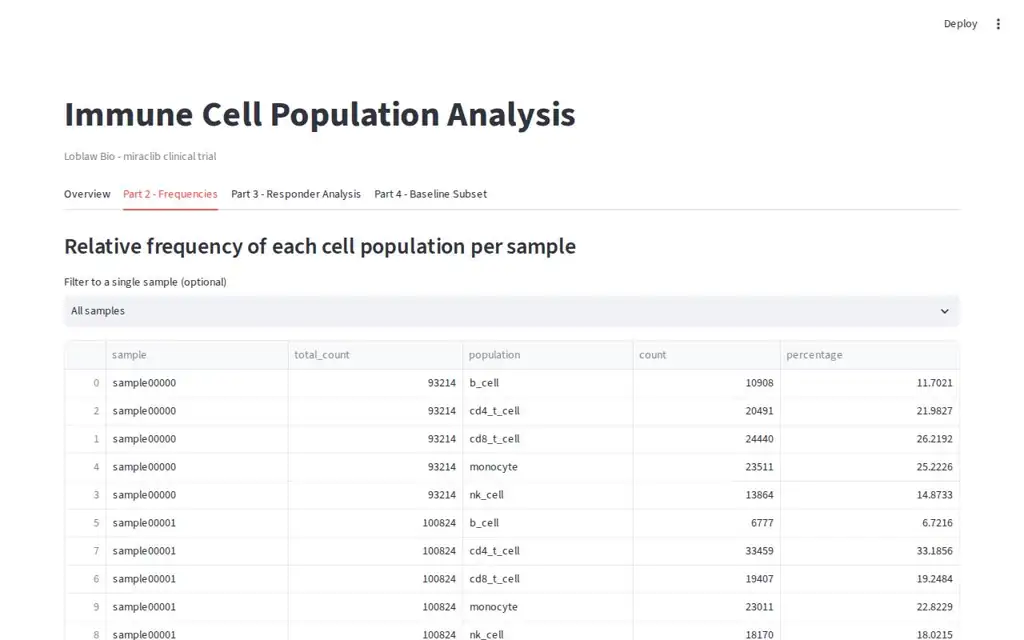 Deploy
Immune Cell Population Analysis
Loblaw Bio - miraclib clinical trial
Overview Part 2 - Frequencies Part 3 - Responder Analysis Part 4 - Baseline Subset
Relative frequency of each cell population per sample
Filter to a single sample (optional)
All samples
sample total_count population count percentage
0 sample00000 93214 b_cell 10908 11.7021
2 sample00000 93214 cd4_t_cell 20491 21.9827
1 sample00000 93214 cd8_t_cell 24440 26.2192
4 sample00000 93214 monocyte 23511 25.2226
3 sample00000 93214 nk_cell 13864 14.8733
5 sample00001 100824 b_cell 6777 6.7216
7 sample00001 100824 cd4_t_cell 33459 33.1856
6 sample00001 100824 cd8_t_cell 19407 19.2484
9 sample00001 100824 monocyte 23011 22.8229
8 sample00001 100824 nk_cell 18170 18.0215